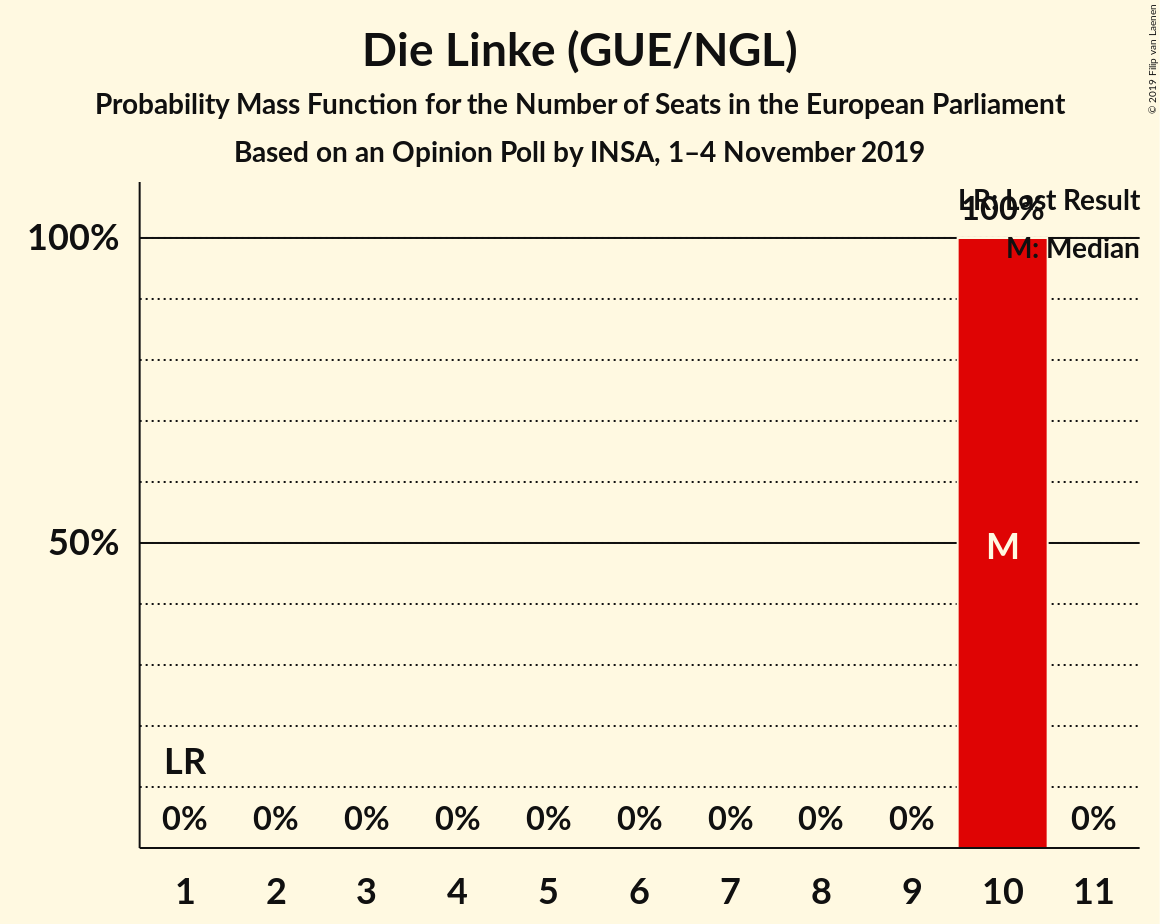 Die Linke (GUE/NGL)
Probability Mass Function for the Number of Seats in the European Parliament
Based on an Opinion Poll by INSA, 1–4 November 2019
© 2019 Filip van Laenen
LR: Last Result
100%
M: Median
100%
50%
M
LR
0% 0% 0% 0% 0% 0% 0% 0% 0% 0%
1 2 3 4 5 6 7 8 9 10 11